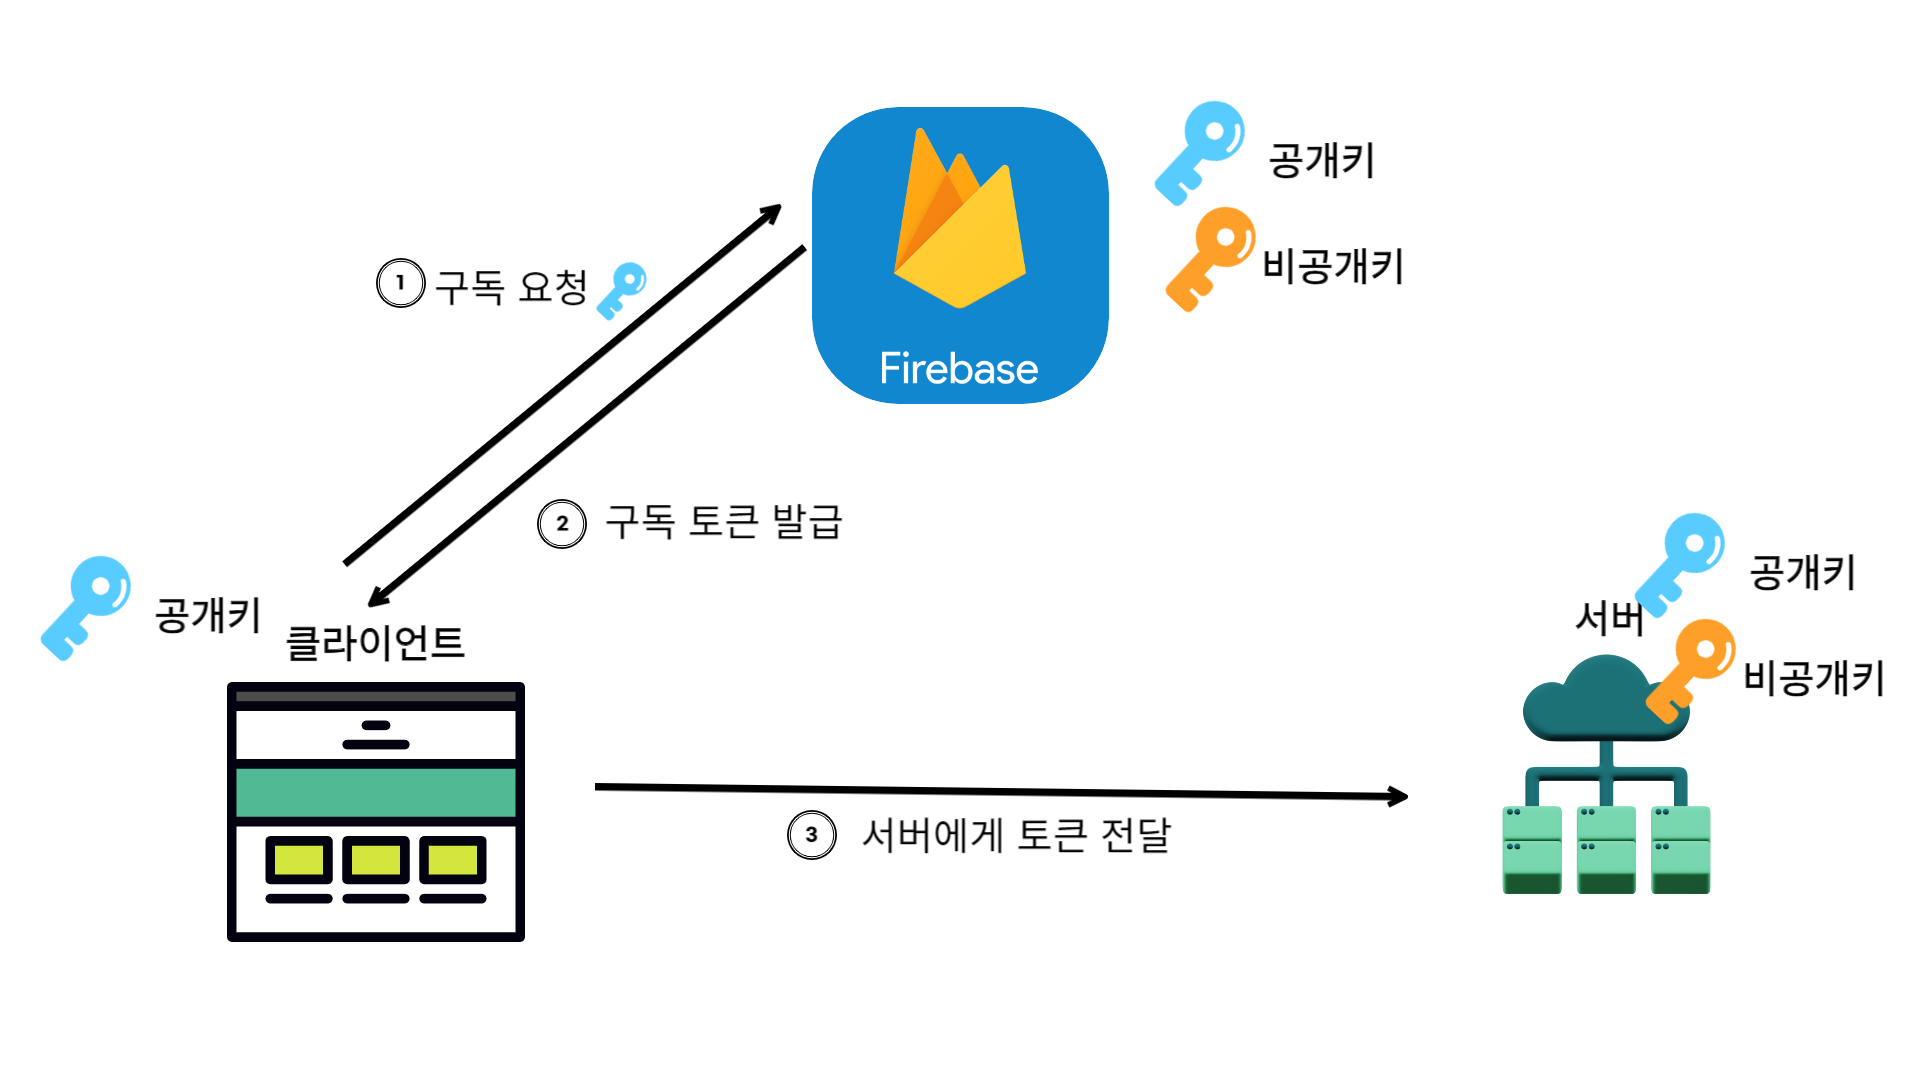 공개키
비공개키
1 구독 요청
Firebase
2 구독 토큰 발급
공개키
클라이언트
공개키
서버
비공개키
3 서버에게 토큰 전달